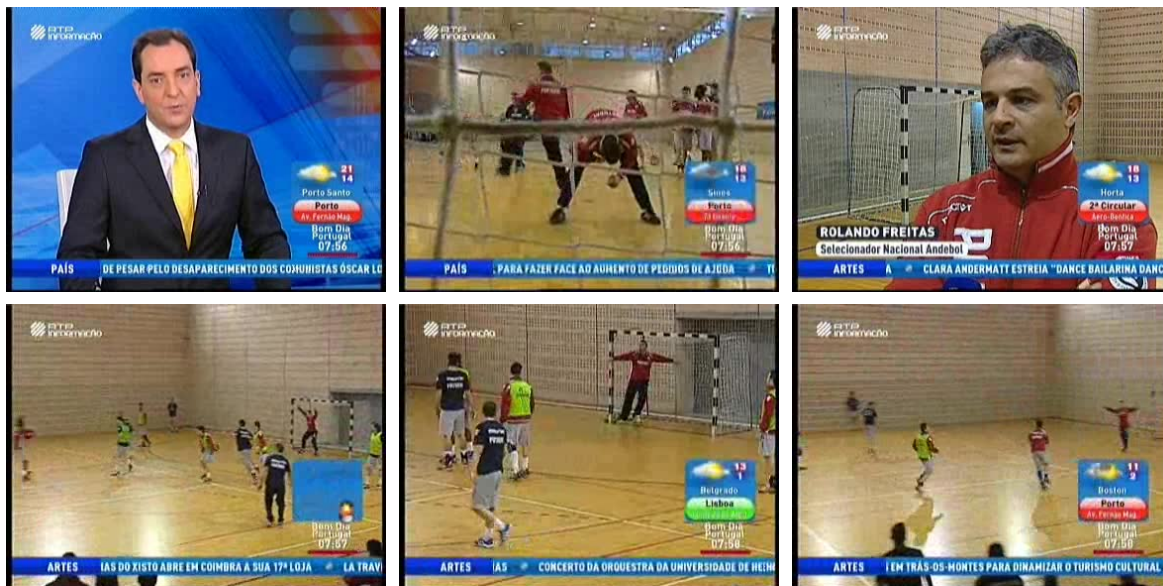 RTP
INFORMAÇÃO
21
14
Porto Santo
Porto
Av. Fernão Mag.
Bom Dia
Portugal
07:56
PAÍS
DE PESAR PELO DESAPARECIMENTO DOS COMUNISTAS ÓSCAR LO
RTP
INFORMAÇÃO
18
13
Sines
Porto
Bom Dia
Portugal
07:56
PAÍS
. PARA FAZER FACE AO AUMENTO DE PEDIDOS DE AJUDA
RTP
INFORMAÇÃO
18
13
Horta
2ª Circular
Aero-Benfica
Bom Dia
Portugal
07:57
ROLANDO FREITAS
Selecionador Nacional Andebol
ARTES
A CLARA ANDERMATT ESTREIA "DANCE BAILARINA DANC
RTP
INFORMAÇÃO
Bom Dia
Portugal
07:57
ARTES
IAS DO XISTO ABRE EM COIMBRA A SUA 17ª LOJA LA TRAV
RTP
INFORMAÇÃO
13
1
Belgrado
Lisboa
Bom Dia
Portugal
07:58
ARTES
IAS CONCERTO DA ORQUESTRA DA UNIVERSIDADE DE HEIN
RTP
INFORMAÇÃO
11
2
Boston
Porto
Av. Fernão Mag.
Bom Dia
Portugal
07:58
ARTES
EM TRÁS-OS-MONTES PARA DINAMIZAR O TURISMO CULTURAL